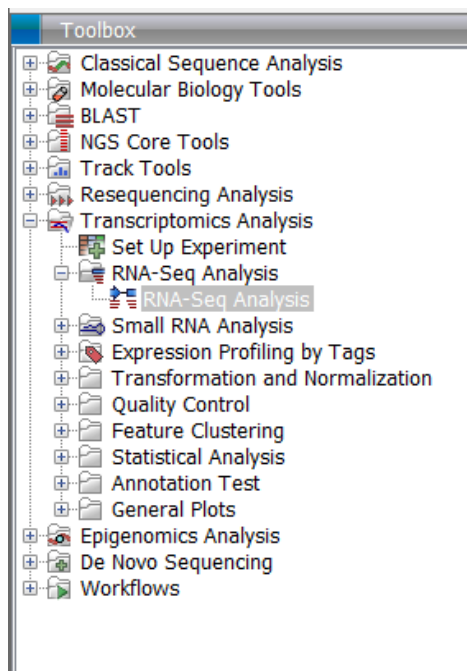 Toolbox
Classical Sequence Analysis
Molecular Biology Tools
BLAST
NGS Core Tools
Track Tools
Resequencing Analysis
Transcriptomics Analysis
Set Up Experiment
RNA-Seq Analysis
RNA-Seq Analysis
Small RNA Analysis
Expression Profiling by Tags
Transformation and Normalization
Quality Control
Feature Clustering
Statistical Analysis
Annotation Test
General Plots
Epigenomics Analysis
De Novo Sequencing
Workflows